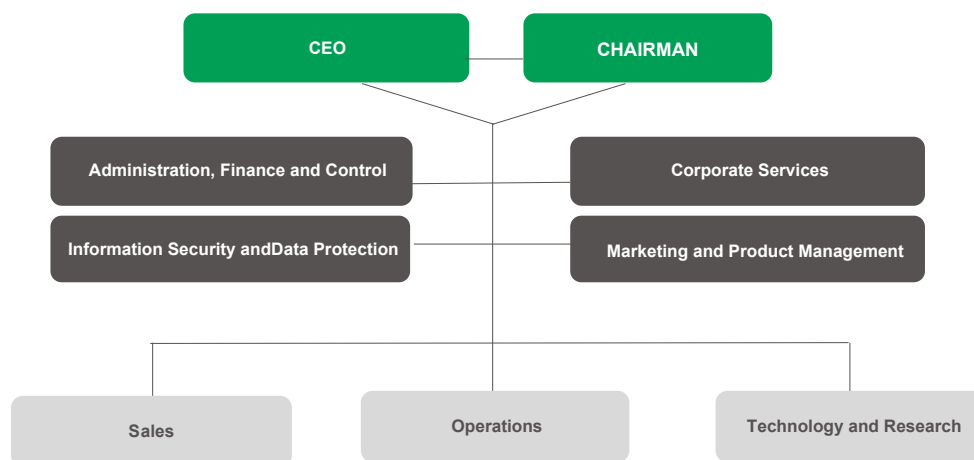 CEO
CHAIRMAN
Administration, Finance and Control
Corporate Services
Information Security andData Protection
Marketing and Product Management
Sales
Operations
Technology and Research